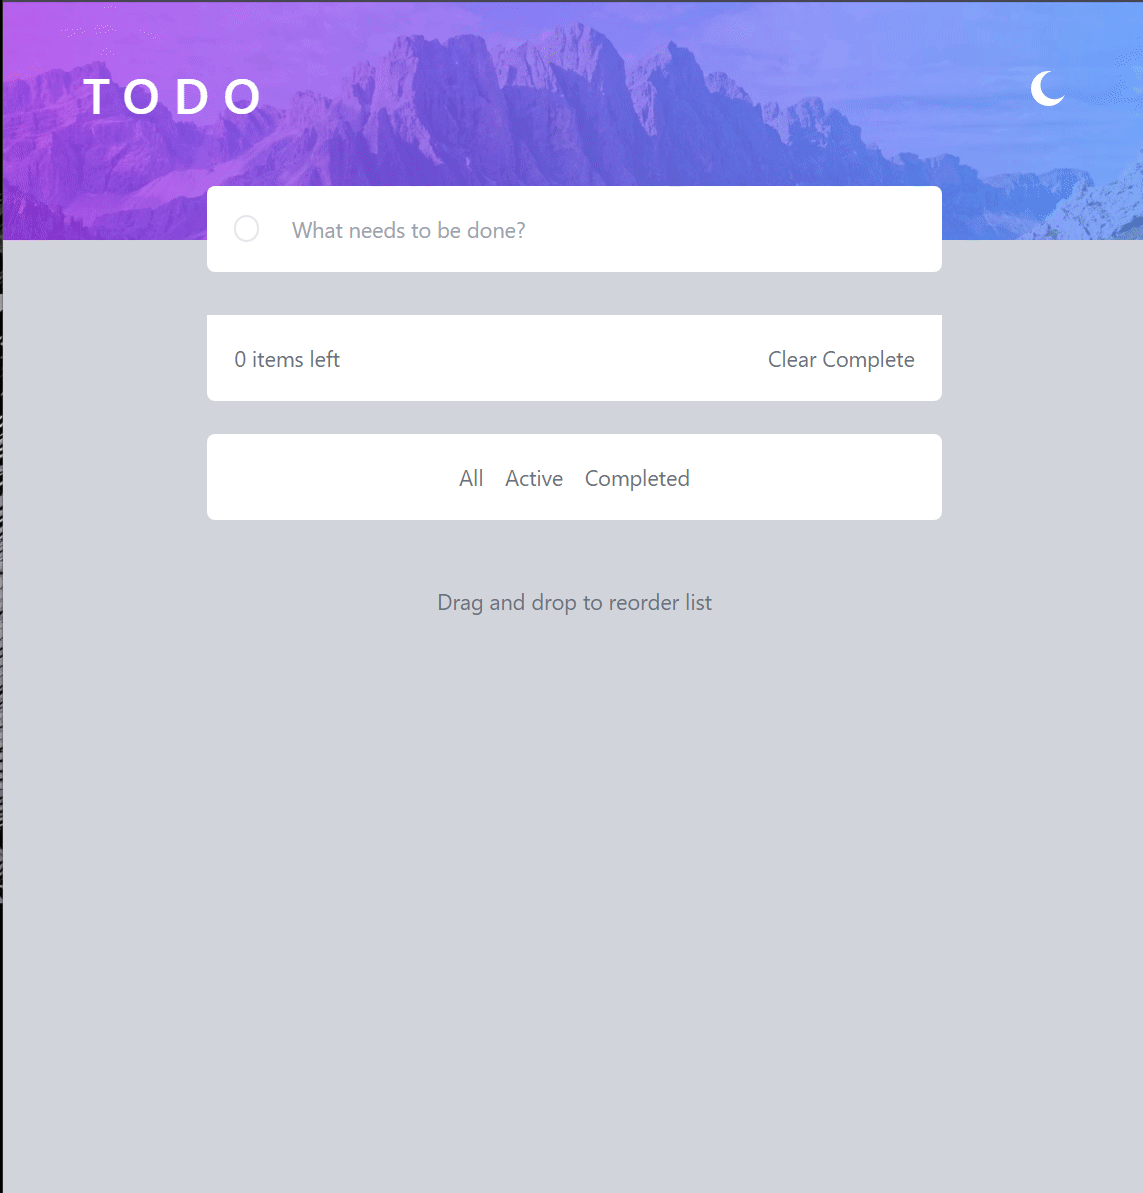 TODO
What needs to be done?
0 items left Clear Complete
All Active Completed
Drag and drop to reorder list